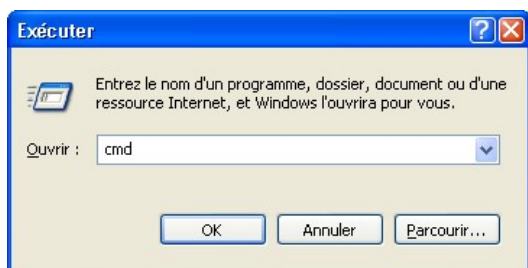 Exécuter
Entrez le nom d'un programme, dossier, document ou d'une
ressource Internet, et Windows l'ouvrira pour vous.
Ouvrir : cmd
OK Annuler Parcourir...